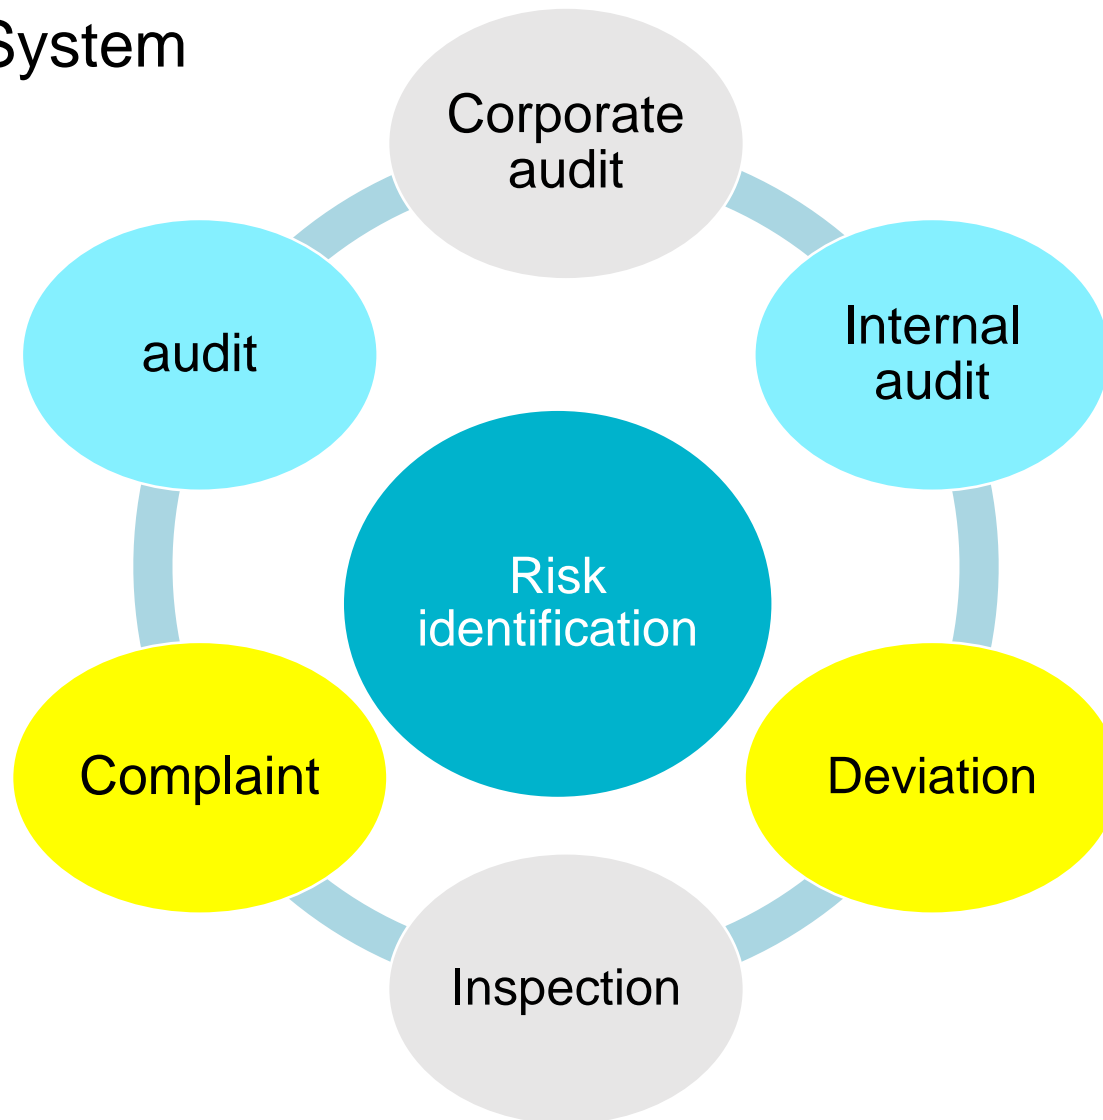 System
Corporate
audit
audit
Internal
audit
Risk
identification
Complaint
Deviation
Inspection